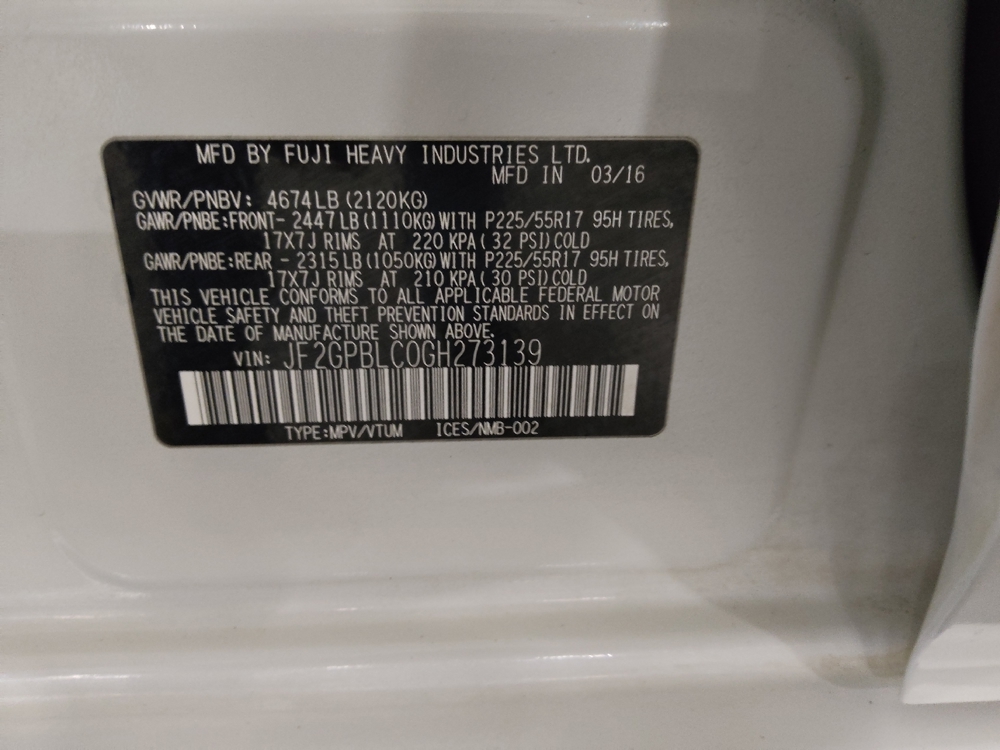 MFD BY FUJI HEAVY INDUSTRIES LTD.
MFD IN 03/16
GVWR/PNBV: 4674LB (2120KG)
GAWR/PNBE:FRONT- 2447LB (1110KG) WITH P225/55R17 95H TIRES,
17X7J RIMS AT 220 KPA ( 32 PSI) COLD
GAWR/PNBE:REAR - 2315LB (1050KG) WITH P225/55R17 95H TIRES,
17X7J RIMS AT 210 KPA ( 30 PSI) COLD
THIS VEHICLE CONFORMS TO ALL APPLICABLE FEDERAL MOTOR
VEHICLE SAFETY AND THEFT PREVENTION STANDARDS IN EFFECT ON
THE DATE OF MANUFACTURE SHOWN ABOVE.
VIN: JF2GPBLC0GH273139
TYPE:MPV/VTUM ICES/NMB-002